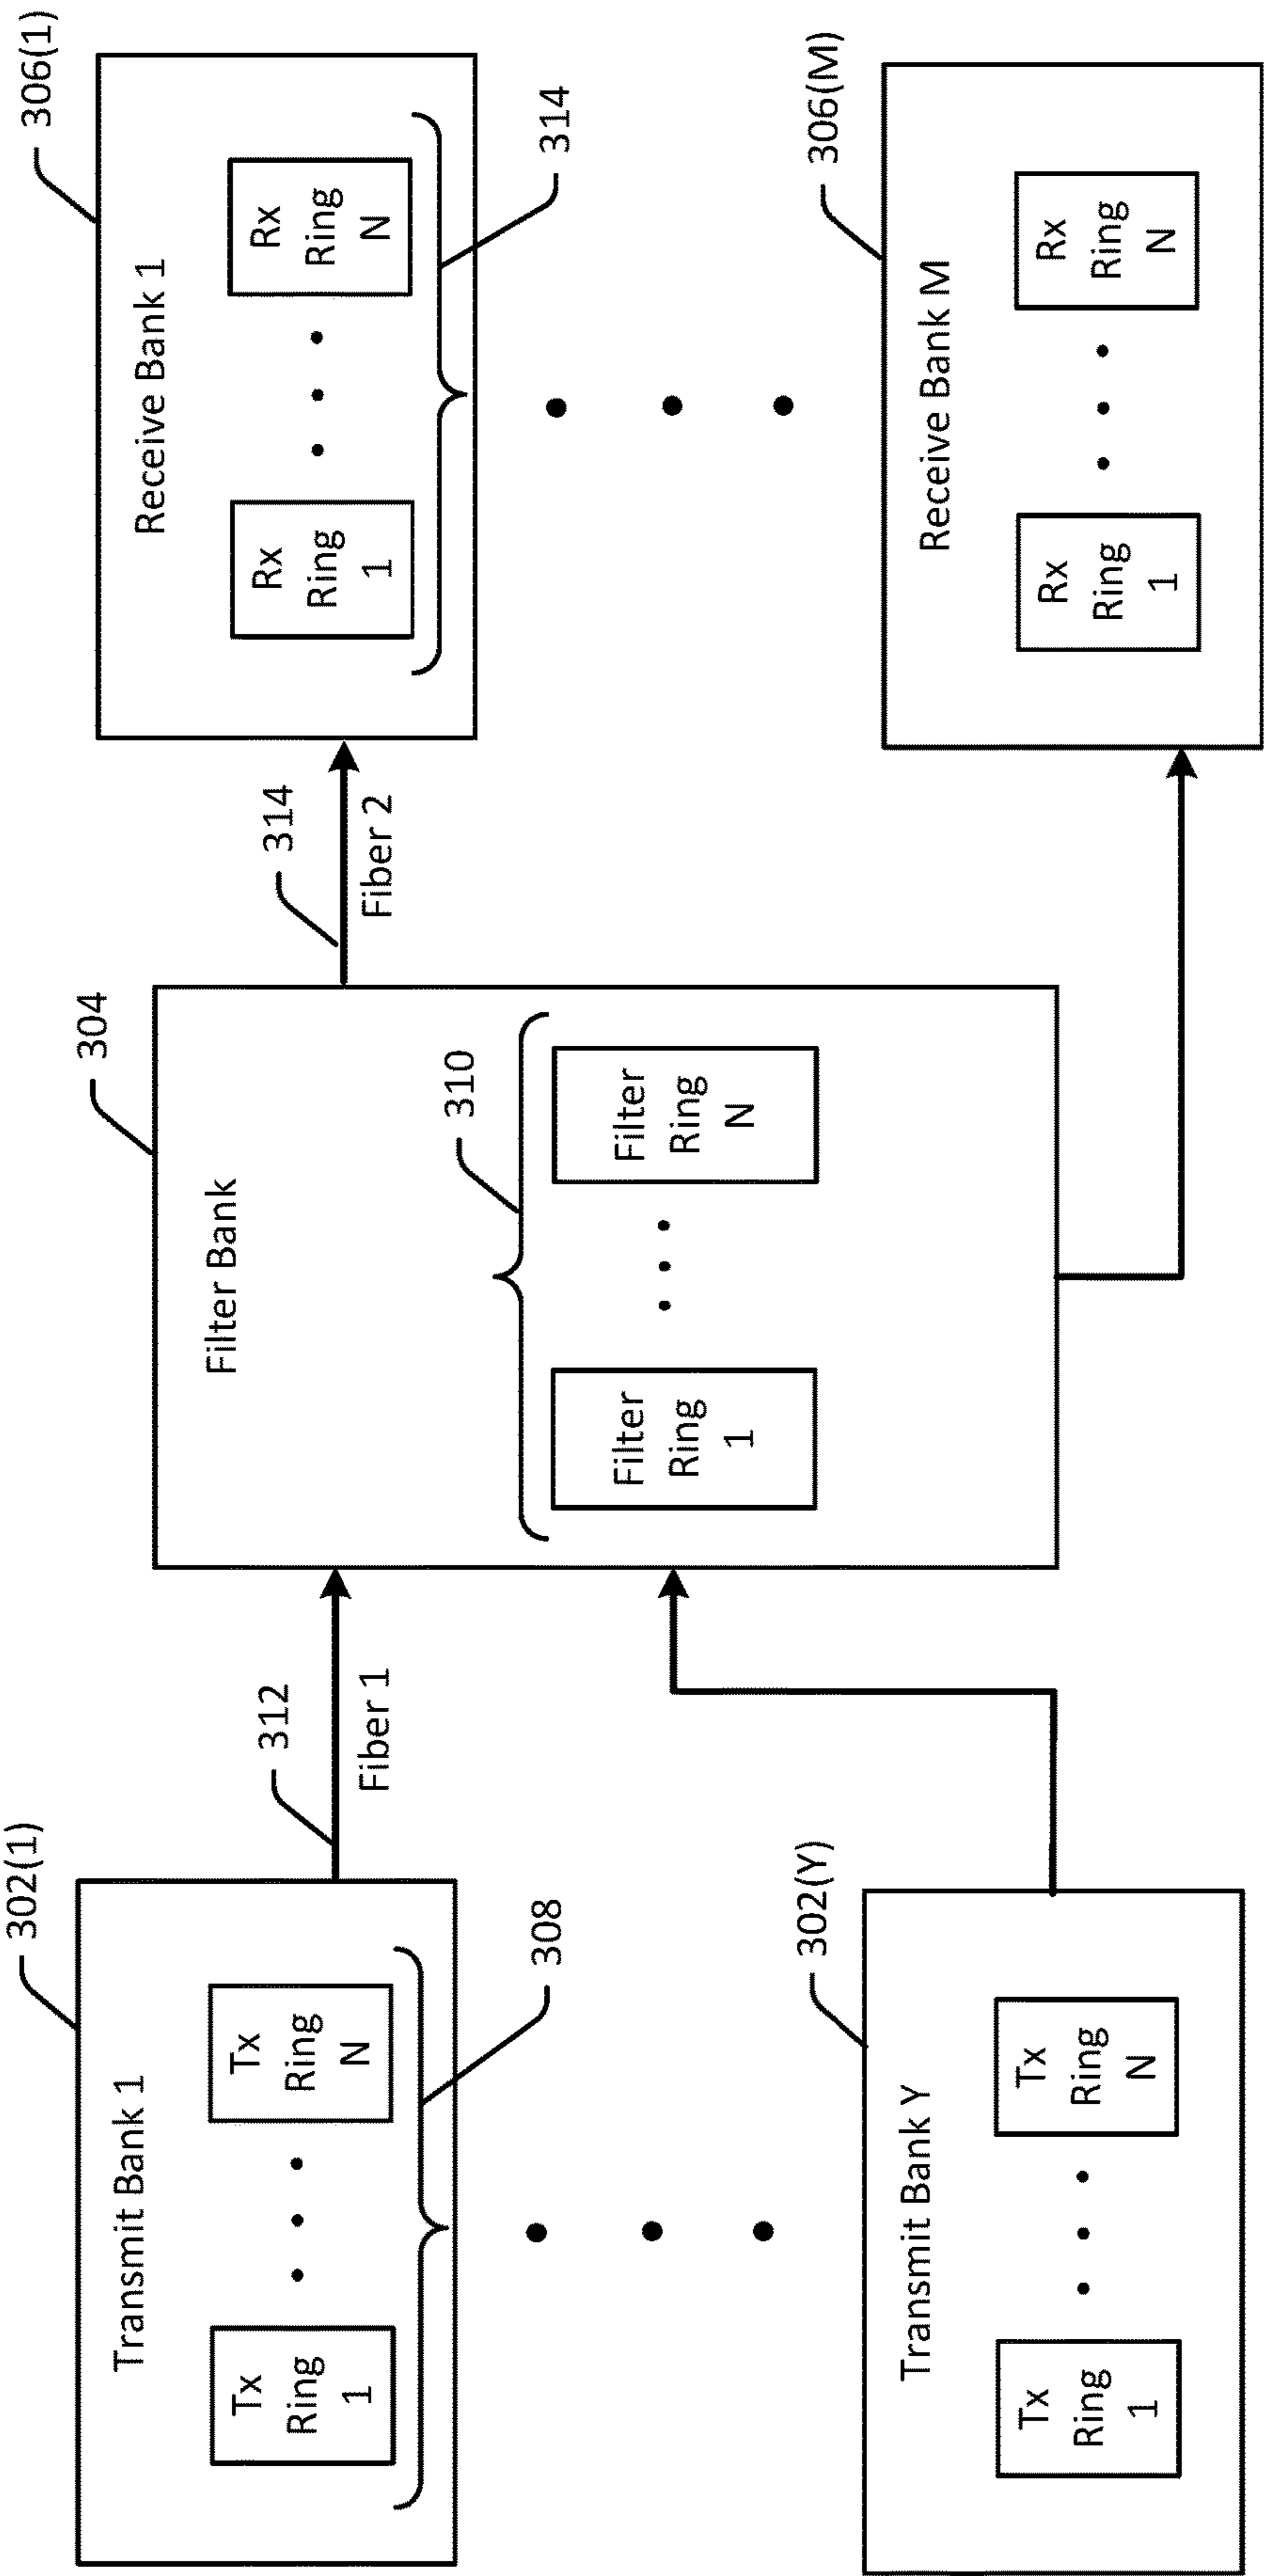 302(1)
Transmit Bank 1
Tx
Ring
1
Tx
Ring
N
308
312
Fiber 1
302(Y)
Transmit Bank Y
Tx
Ring
1
Tx
Ring
N
304
Filter Bank
310
Filter
Ring
1
Filter
Ring
N
314
Fiber 2
306(1)
Receive Bank 1
Rx
Ring
1
Rx
Ring
N
314
306(M)
Receive Bank M
Rx
Ring
1
Rx
Ring
N